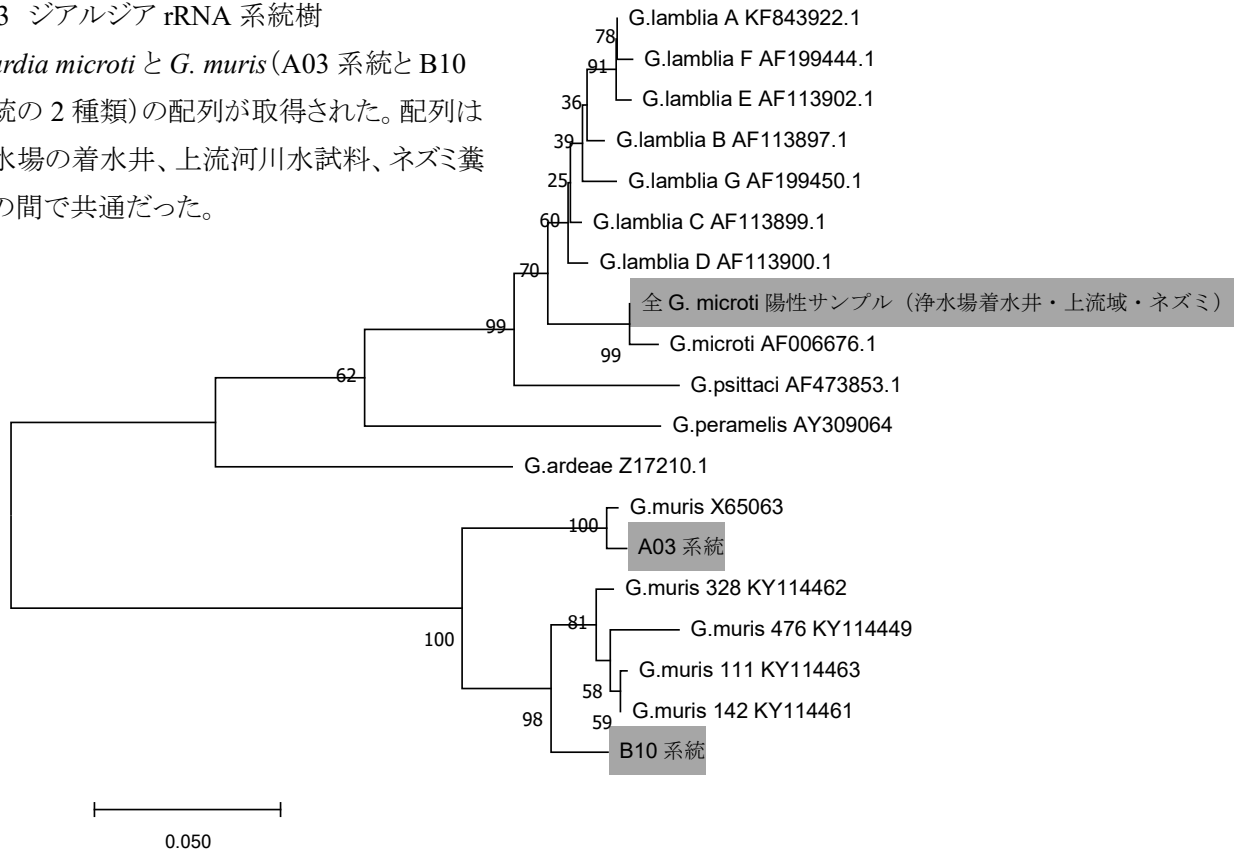 3 ジアルジア rRNA 系統樹
ardia microti と G. muris（A03 系統と B10
統の 2 種類）の配列が取得された。配列は
水場の着水井、上流河川水試料、ネズミ糞
の間で共通だった。
G.lamblia A KF843922.1
78
G.lamblia F AF199444.1
91
G.lamblia E AF113902.1
36
G.lamblia B AF113897.1
39
G.lamblia G AF199450.1
25
G.lamblia C AF113899.1
60
G.lamblia D AF113900.1
70
全 G. microti 陽性サンプル（浄水場着水井・上流域・ネズミ）
99
G.microti AF006676.1
99
G.psittaci AF473853.1
62
G.peramelis AY309064
G.ardeae Z17210.1
G.muris X65063
100
A03 系統
G.muris 328 KY114462
81
G.muris 476 KY114449
100
G.muris 111 KY114463
58
G.muris 142 KY114461
98
59
B10 系統
0.050